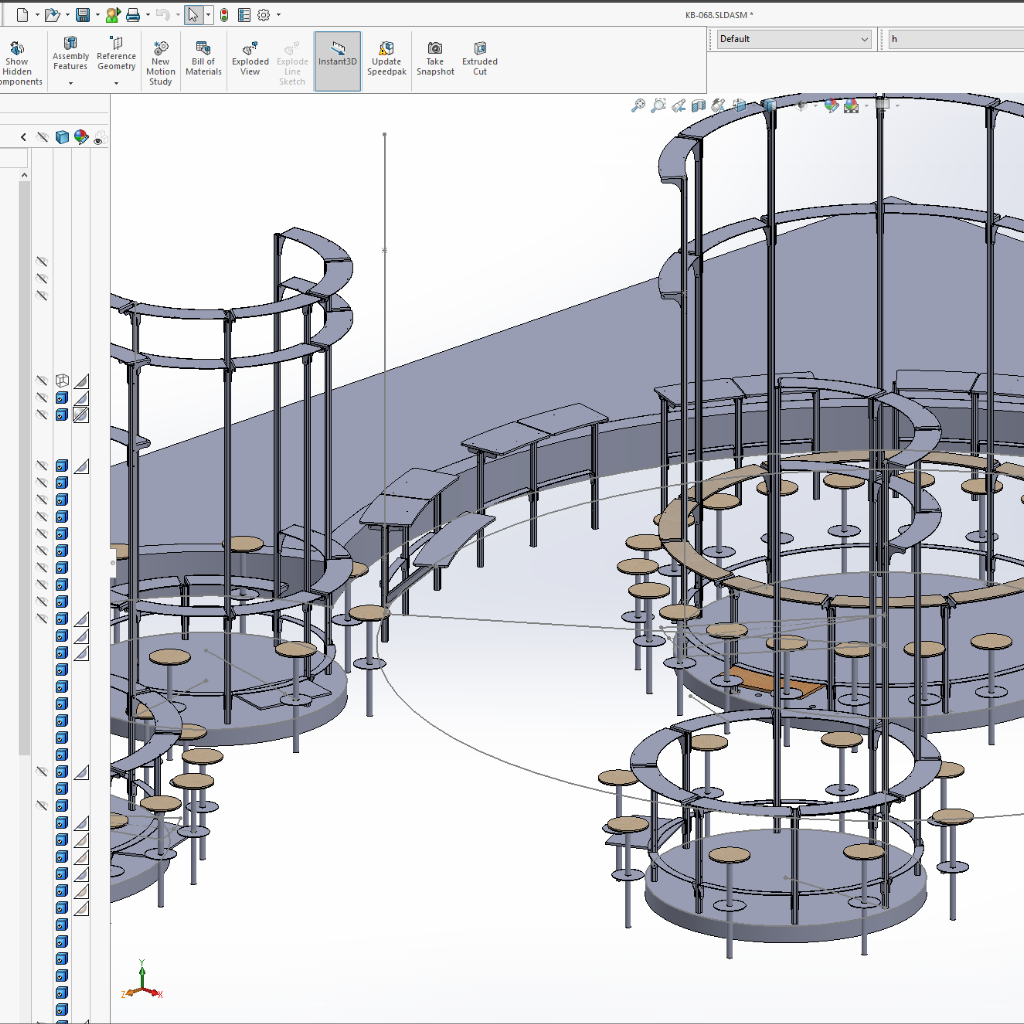 KB-068.SLDASM *
Default
h
Show
Hidden
omponents
Assembly
Features
Reference
Geometry
New
Motion
Study
Bill of
Materials
Exploded
View
Explode
Line
Sketch
Instant3D
Update
Speedpak
Take
Snapshot
Extruded
Cut
Y
Z
X